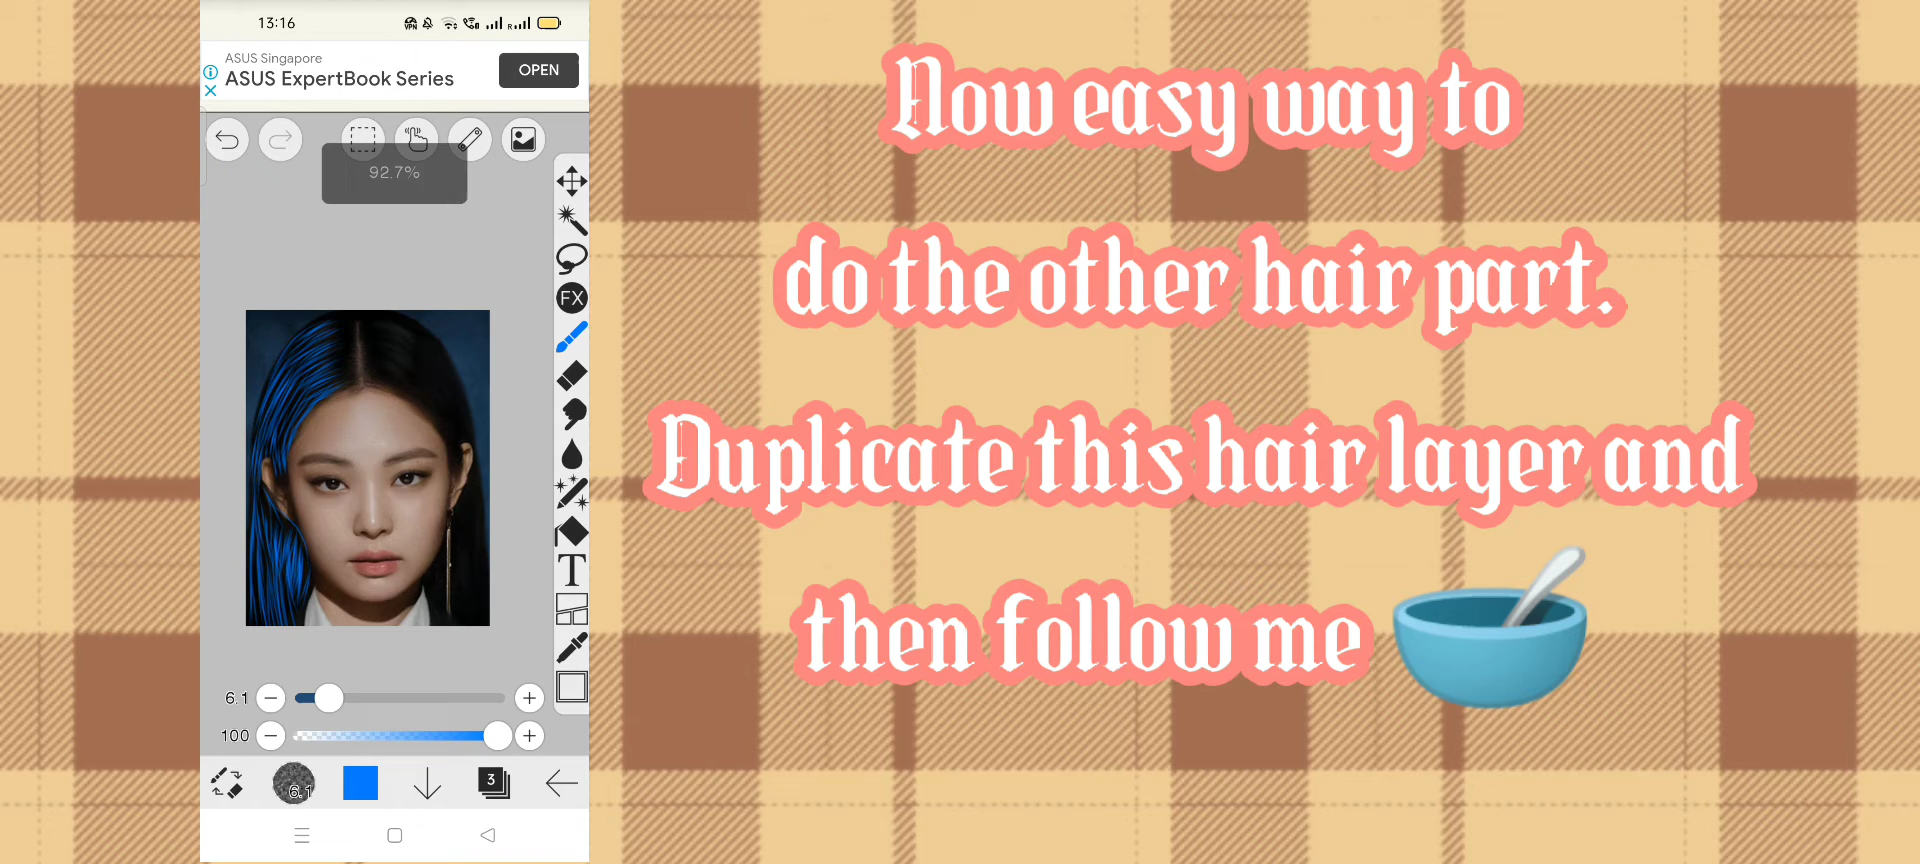 13:16
VPN
R
ASUS Singapore
ASUS ExpertBook Series
OPEN
92.7%
FX
T
6.1
100
6.1
3
Now easy way to
do the other hair part.
Duplicate this hair layer and
then follow me